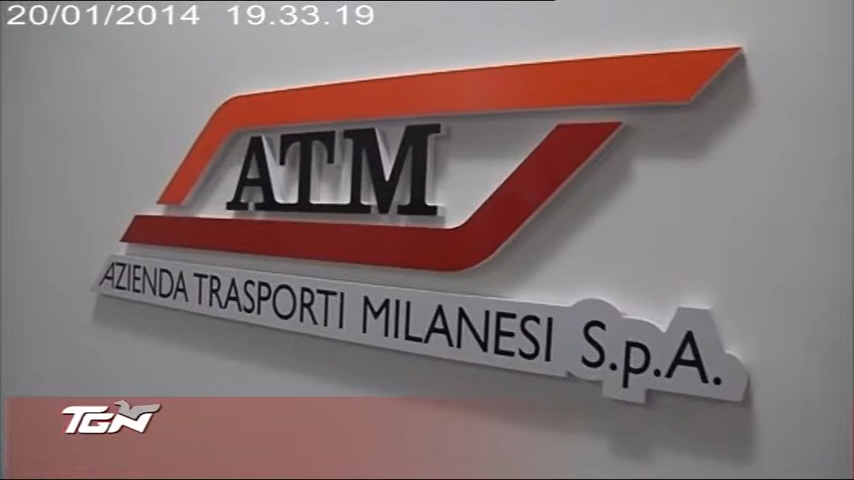 20/01/2014 19.33.19
ATM
AZIENDA TRASPORTI MILANESI S.p.A.
TGN